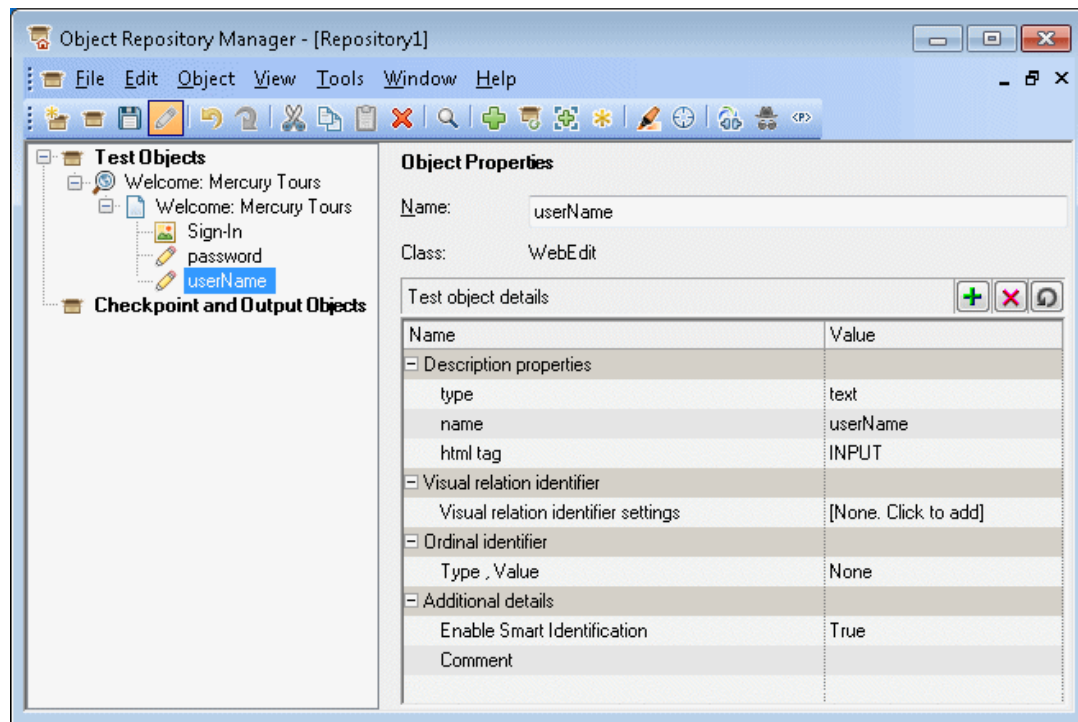 Object Repository Manager - [Repository1]
File Edit Object View Tools Window Help
<P>
Test Objects
Welcome: Mercury Tours
Welcome: Mercury Tours
Sign-In
password
userName
Checkpoint and Output Objects
Object Properties
Name: userName
Class: WebEdit
Test object details
Name Value
Description properties
type text
name userName
html tag INPUT
Visual relation identifier
Visual relation identifier settings [None. Click to add]
Ordinal identifier
Type , Value None
Additional details
Enable Smart Identification True
Comment